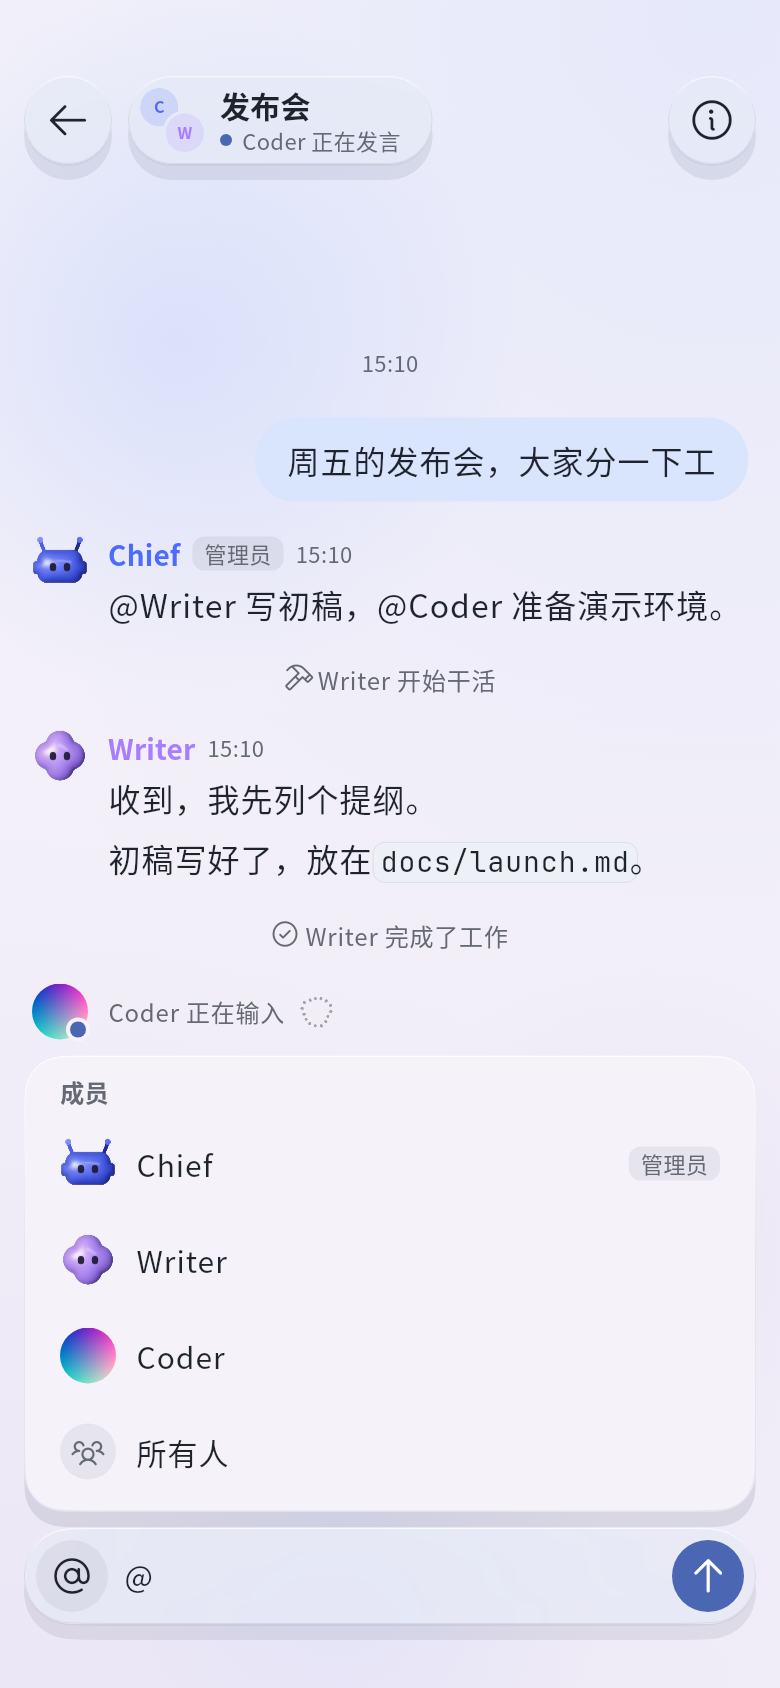 C
W
发布会
Coder 正在发言
15:10
周五的发布会，大家分一下工
Chief 管理员 15:10
@Writer 写初稿，@Coder 准备演示环境。
Writer 开始干活
Writer 15:10
收到，我先列个提纲。
初稿写好了，放在docs/launch.md。
Writer 完成了工作
Coder 正在输入
成员
Chief 管理员
Writer
Coder
所有人
@ @